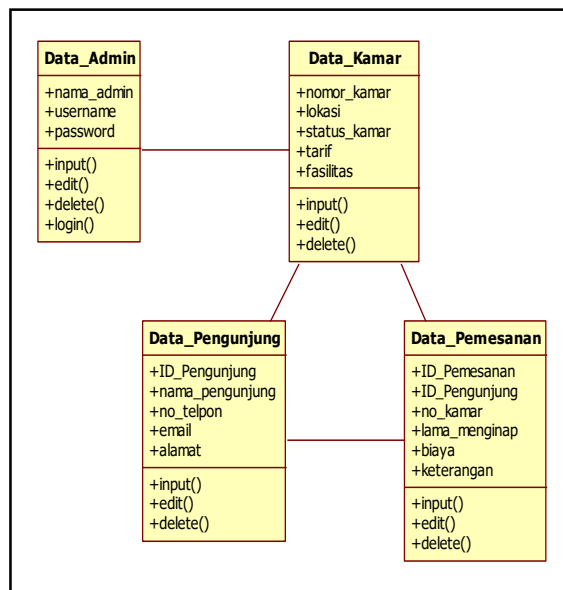 Data_Admin
+nama_admin
+username
+password
+input()
+edit()
+delete()
+login()
Data_Kamar
+nomor_kamar
+lokasi
+status_kamar
+tarif
+fasilitas
+input()
+edit()
+delete()
Data_Pengunjung
+ID_Pengunjung
+nama_pengunjung
+no_telpon
+email
+alamat
+input()
+edit()
+delete()
Data_Pemesanan
+ID_Pemesanan
+ID_Pengunjung
+no_kamar
+lama_menginap
+biaya
+keterangan
+input()
+edit()
+delete()